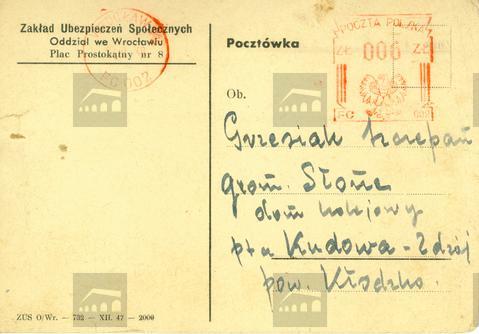 Zakład Ubezpieczeń Społecznych
Oddział we Wrocławiu
Plac Prostokątny nr 8
Pocztówka
POCZTA POLSKA
ZŁ 006 ZŁ
Ob.
Grzesiak Szczepan
grom. Słone
dom kolejowy
pta Kudowa-Zdrój
pow. Kłodzko.
ZUS O/Wr. — 732 — XII. 47 — 2000